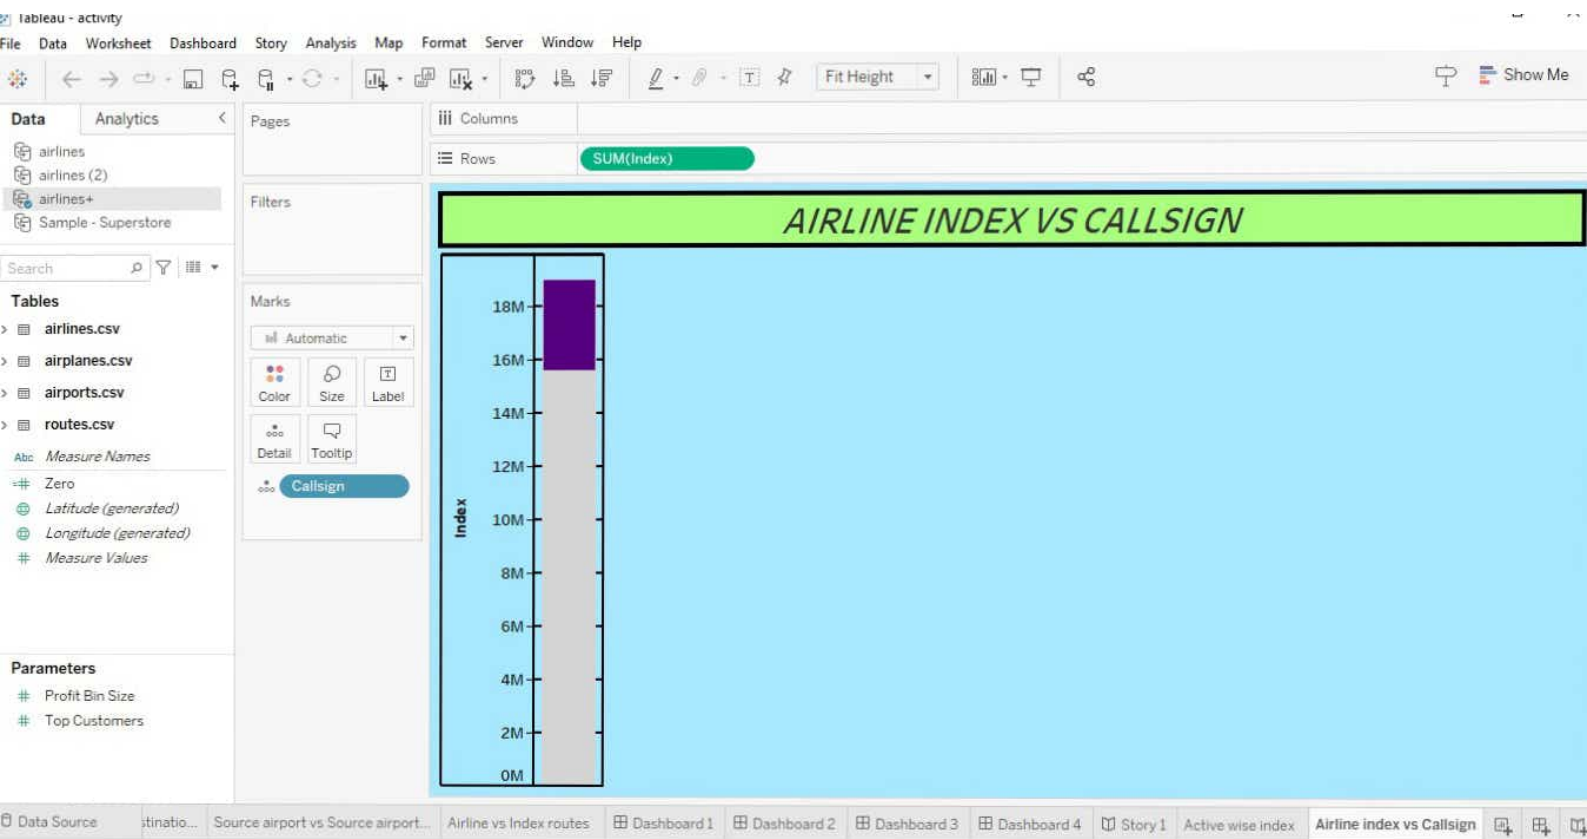 Tableau - activity
File Data Worksheet Dashboard Story Analysis Map Format Server Window Help
Fit Height
Show Me
Data Analytics
Pages
Columns
airlines
airlines (2)
airlines+
Sample - Superstore
Rows
SUM(Index)
Filters
AIRLINE INDEX VS CALLSIGN
Search
Tables
airlines.csv
airplanes.csv
airports.csv
routes.csv
Abc Measure Names
=# Zero
Latitude (generated)
Longitude (generated)
# Measure Values
Marks
Automatic
Color Size Label
Detail Tooltip
Callsign
18M
16M
14M
12M
10M
8M
6M
4M
2M
0M
Index
Parameters
# Profit Bin Size
# Top Customers
Data Source stinatio... Source airport vs Source airport... Airline vs Index routes Dashboard 1 Dashboard 2 Dashboard 3 Dashboard 4 Story 1 Active wise index Airline index vs Callsign